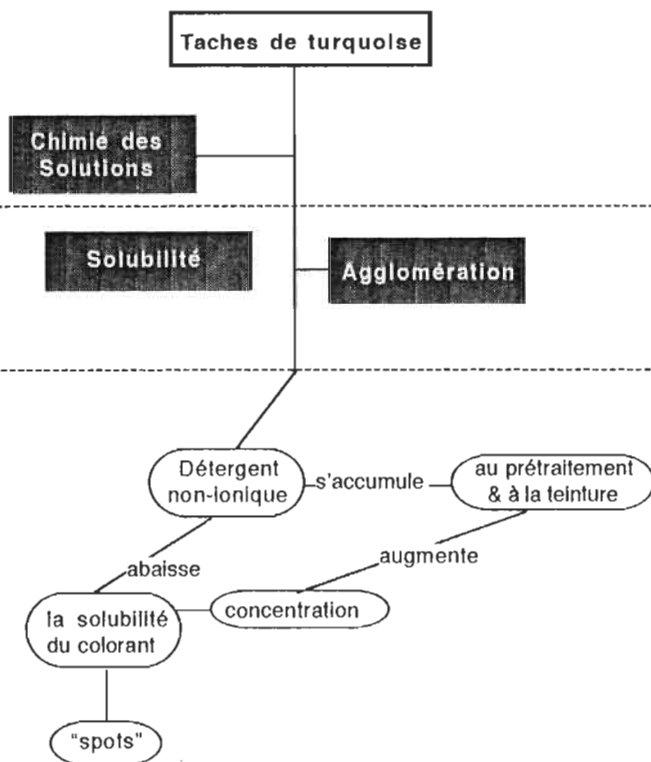 Taches de turquoise
Chimie des
Solutions
Solubilité
Agglomération
Détergent
non-ionique
s'accumule
au prétraitement
& à la teinture
abaisse
augmente
la solubilité
du colorant
concentration
"spots"